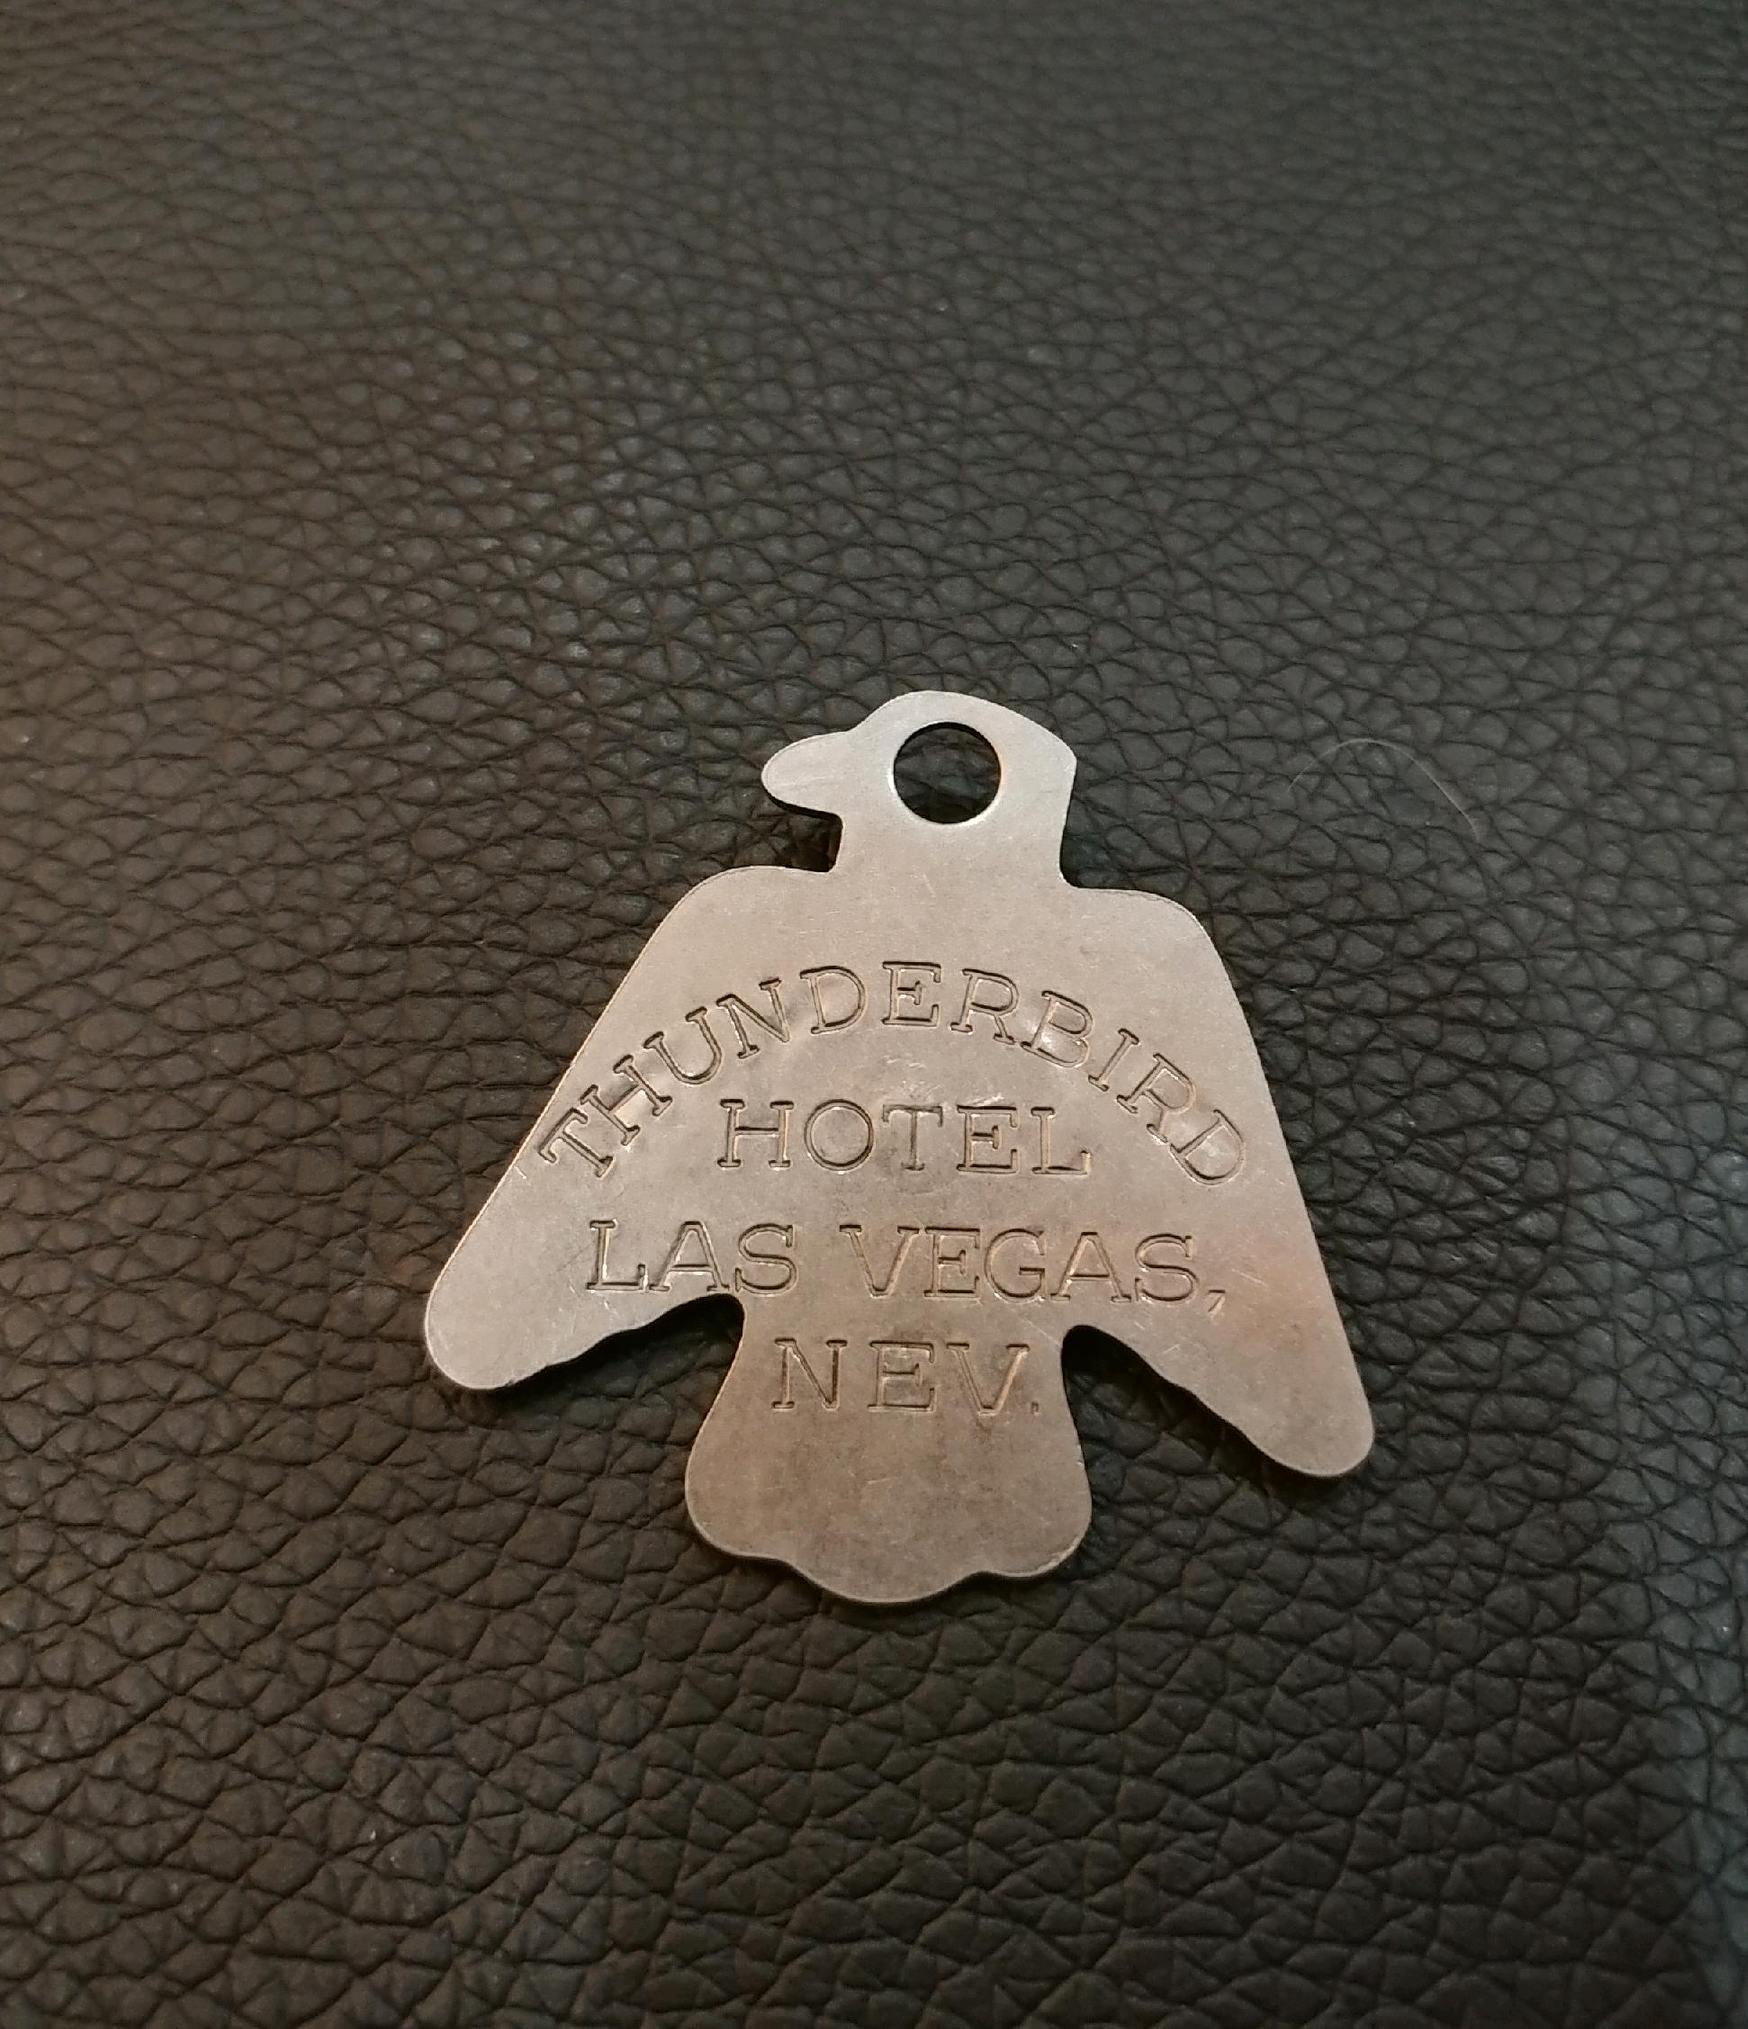 THUNDERBIRD
HOTEL
LAS VEGAS,
NEV.